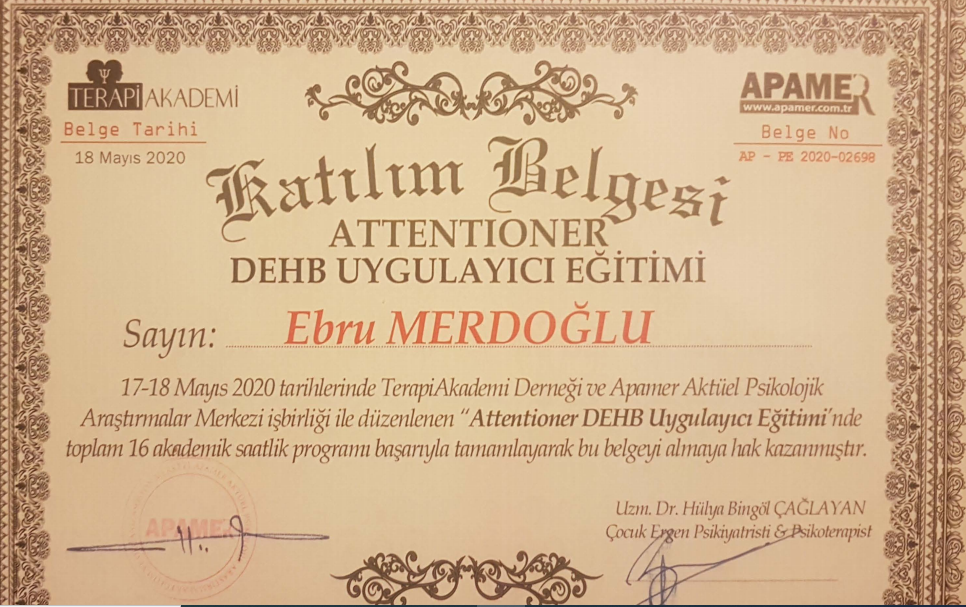 TERAPİ AKADEMİ
Belge Tarihi
18 Mayıs 2020
APAMER
www.apamer.com.tr
Belge No
AP - PE 2020-02698
Katılım Belgesi
ATTENTIONER
DEHB UYGULAYICI EĞİTİMİ
Sayın: Ebru MERDOĞLU
17-18 Mayıs 2020 tarihlerinde TerapiAkademi Derneği ve Apamer Aktüel Psikolojik
Araştırmalar Merkezi işbirliği ile düzenlenen “Attentioner DEHB Uygulayıcı Eğitimi’nde
toplam 16 akademik saatlik programı başarıyla tamamlayarak bu belgeyi almaya hak kazanmıştır.
APAMER
Uzm. Dr. Hülya Bingöl ÇAĞLAYAN
Çocuk Ergen Psikiyatristi & Psikoterapist